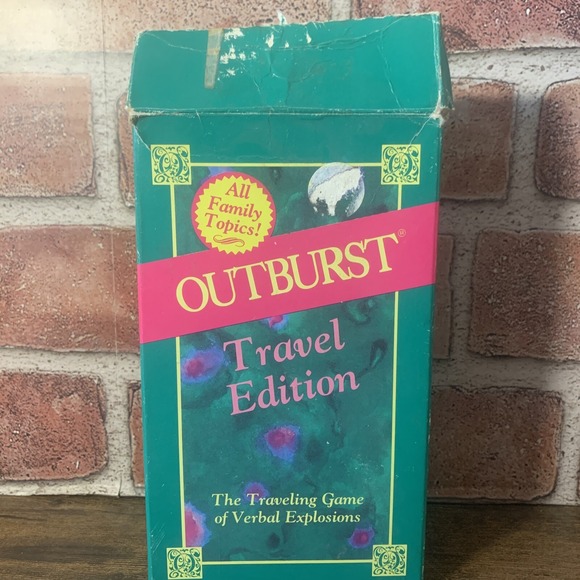 All
Family
Topics!
OUTBURST®
Travel
Edition
The Traveling Game
of Verbal Explosions